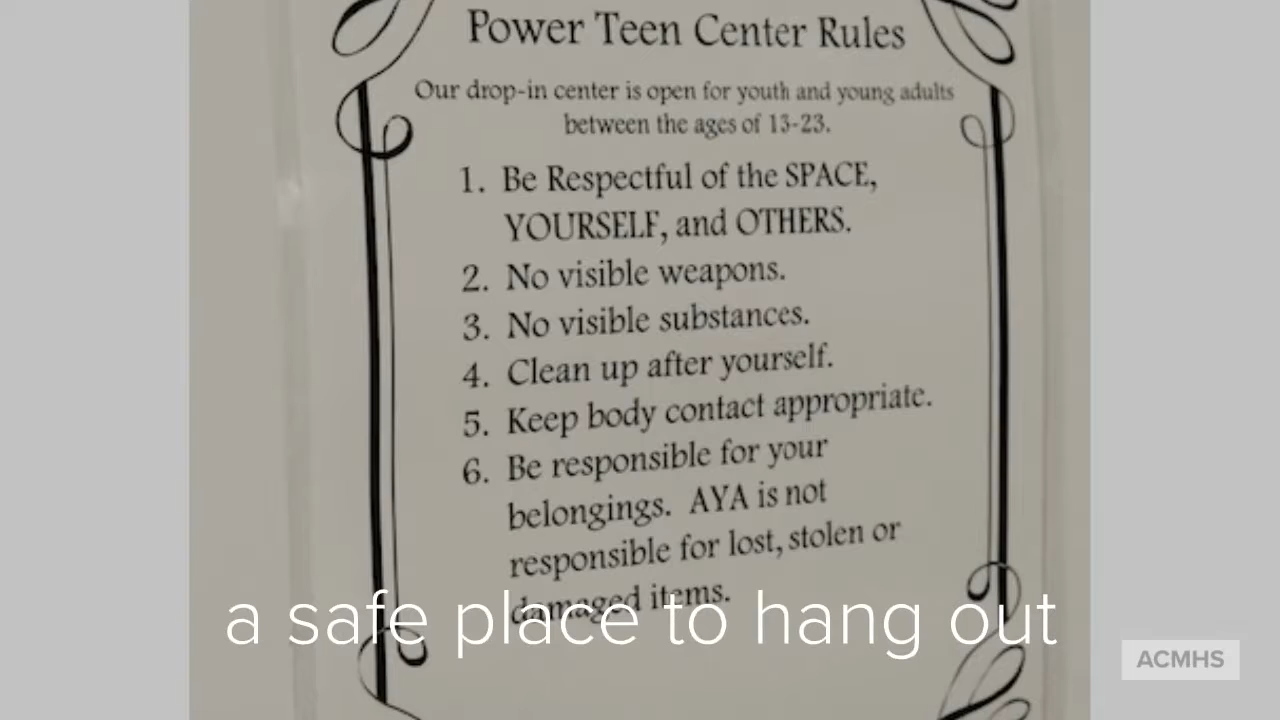 Power Teen Center Rules
Our drop-in center is open for youth and young adults
between the ages of 13-23.
1. Be Respectful of the SPACE,
YOURSELF, and OTHERS.
2. No visible weapons.
3. No visible substances.
4. Clean up after yourself.
5. Keep body contact appropriate.
6. Be responsible for your
belongings. AYA is not
responsible for lost, stolen or
damaged items.
a safe place to hang out
ACMHS